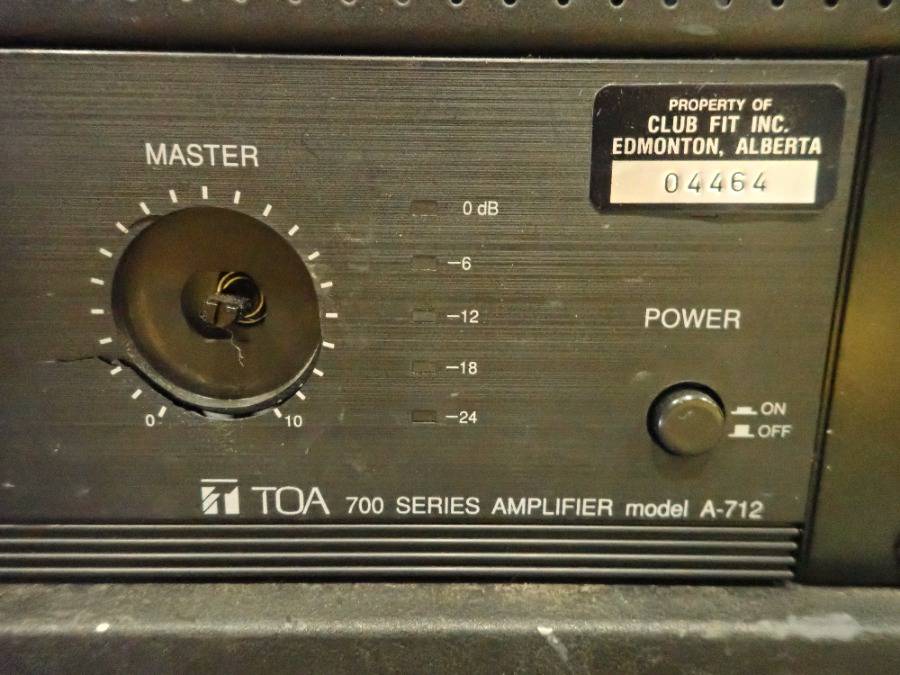 PROPERTY OF
CLUB FIT INC.
EDMONTON, ALBERTA
04464
MASTER
0 dB
-6
-12
-18
-24
0
10
POWER
ON
OFF
TOA 700 SERIES AMPLIFIER model A-712